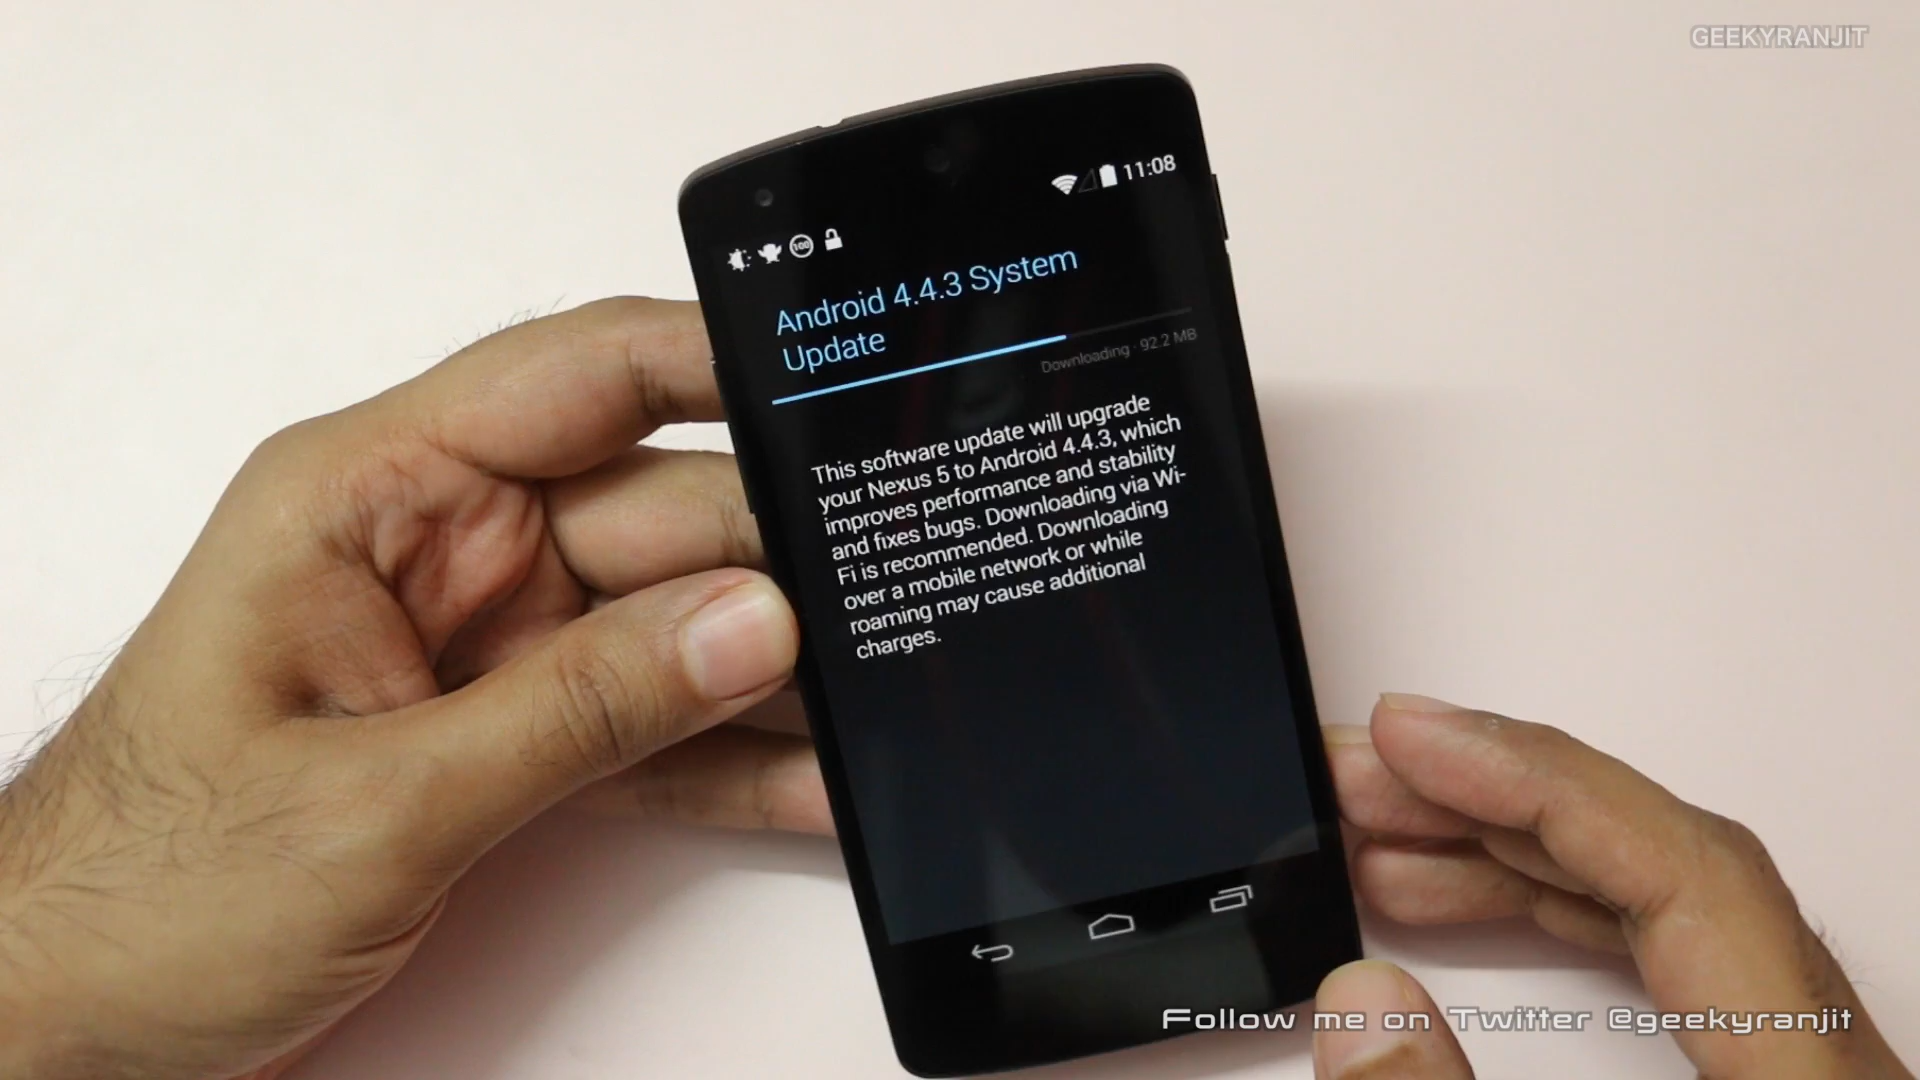 GEEKYRANJIT
11:08
100
Android 4.4.3 System
Update
Downloading · 92.2 MB
This software update will upgrade
your Nexus 5 to Android 4.4.3, which
improves performance and stability
and fixes bugs. Downloading via Wi-
Fi is recommended. Downloading
over a mobile network or while
roaming may cause additional
charges.
Follow me on Twitter @geekyranjit